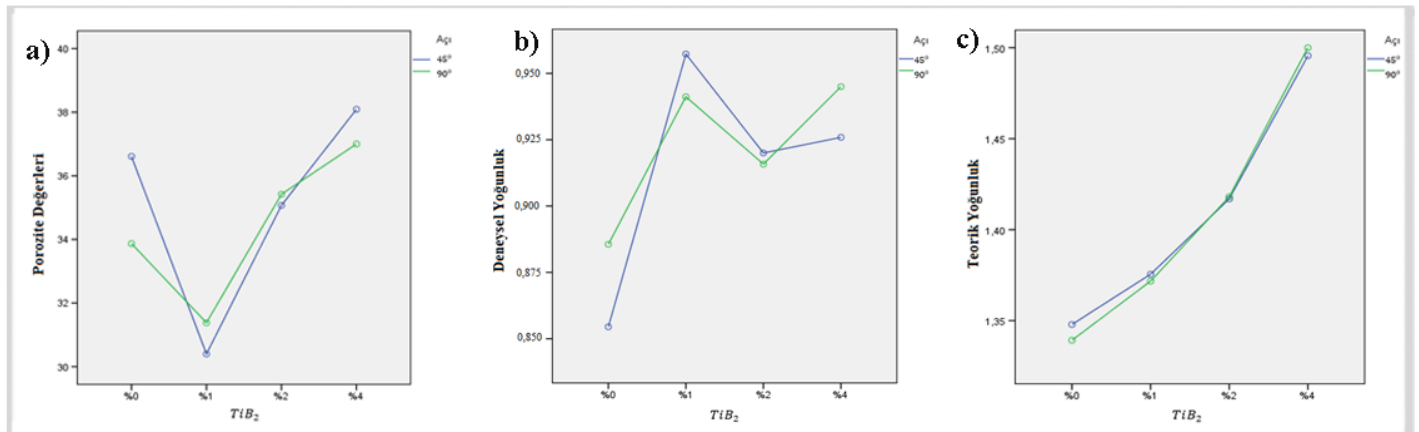 a)
Porozite Değerleri
40
38
36
34
32
30
%0 %1 %2 %4
TiB2
Açı
45°
90°
b)
Deneysel Yoğunluk
0,950
0,925
0,900
0,875
0,850
%0 %1 %2 %4
TiB2
Açı
45°
90°
c)
Teorik Yoğunluk
1,50
1,45
1,40
1,35
%0 %1 %2 %4
TiB2
Açı
45°
90°